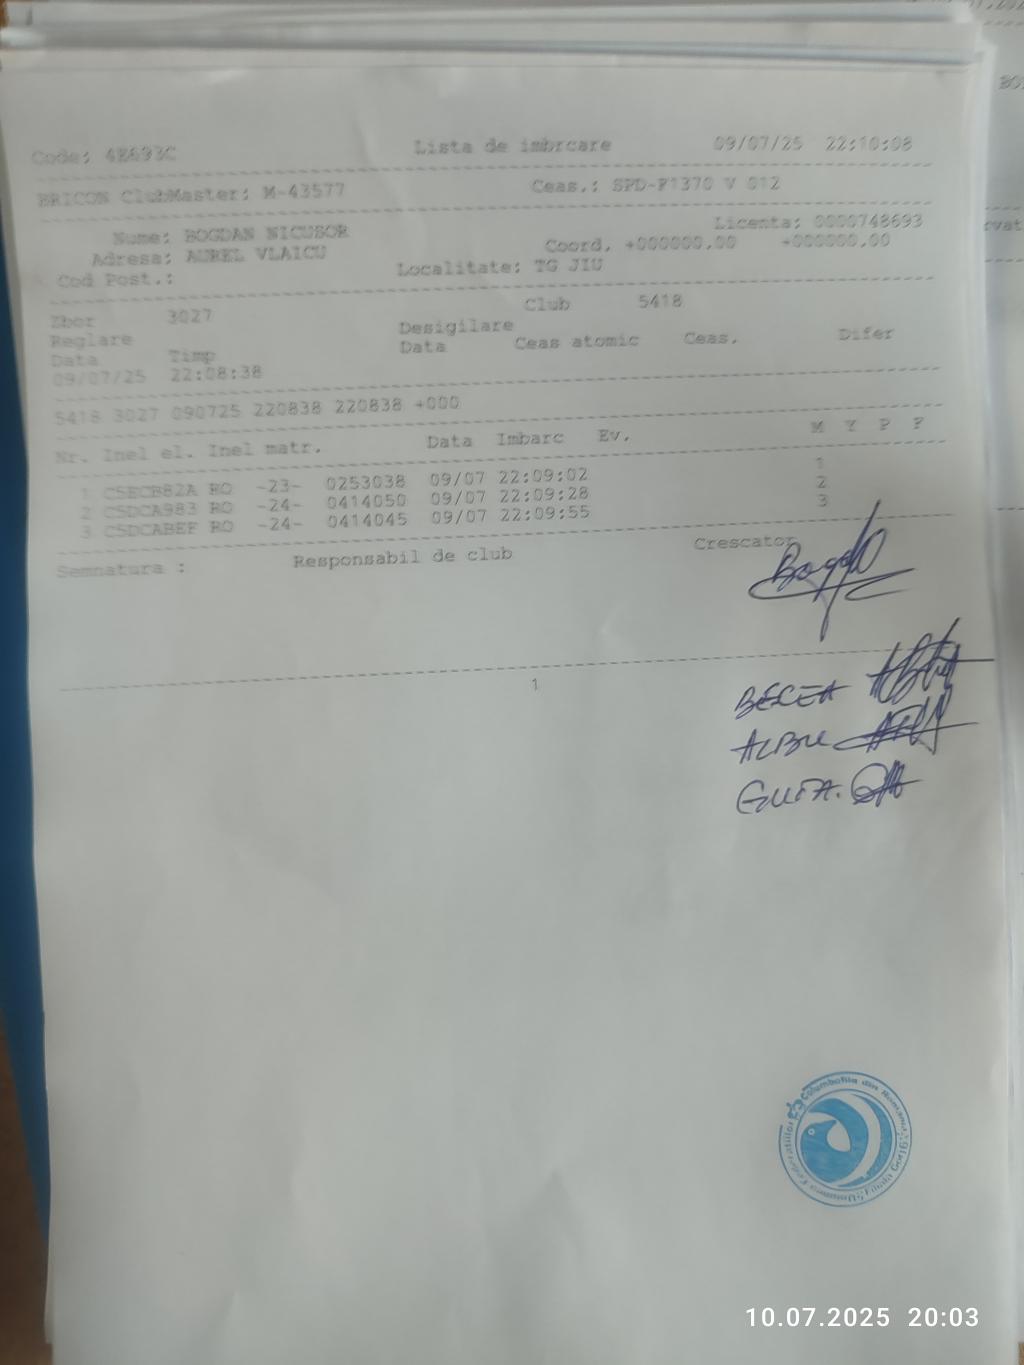 Code: 4E693C Lista de imbrcare 09/07/25 22:10:08
BRICON ClubMaster: M-43577 Ceas.: SPD-F1370 V 012
Nume: BOGDAN NICUSOR Licenta: 0000748693
Adresa: AUREL VLAICU Coord. +000000.00 +000000.00
Cod Post.: Localitate: TG JIU
Zbor 3027 Club 5418
Reglare Desigilare
Data Timp Data Ceas atomic Ceas. Difer
09/07/25 22:08:38
5418 3027 090725 220838 220838 +000
Nr. Inel el. Inel matr. Data Imbarc Ev. M Y P F
1 C5ECB82A RO -23- 0253038 09/07 22:09:02 1
2 C5DCA983 RO -24- 0414050 09/07 22:09:28 2
3 C5DCABEF RO -24- 0414045 09/07 22:09:55 3
Semnatura : Responsabil de club Crescator
1
BECEA
ALBU
GUTA.
10.07.2025 20:03